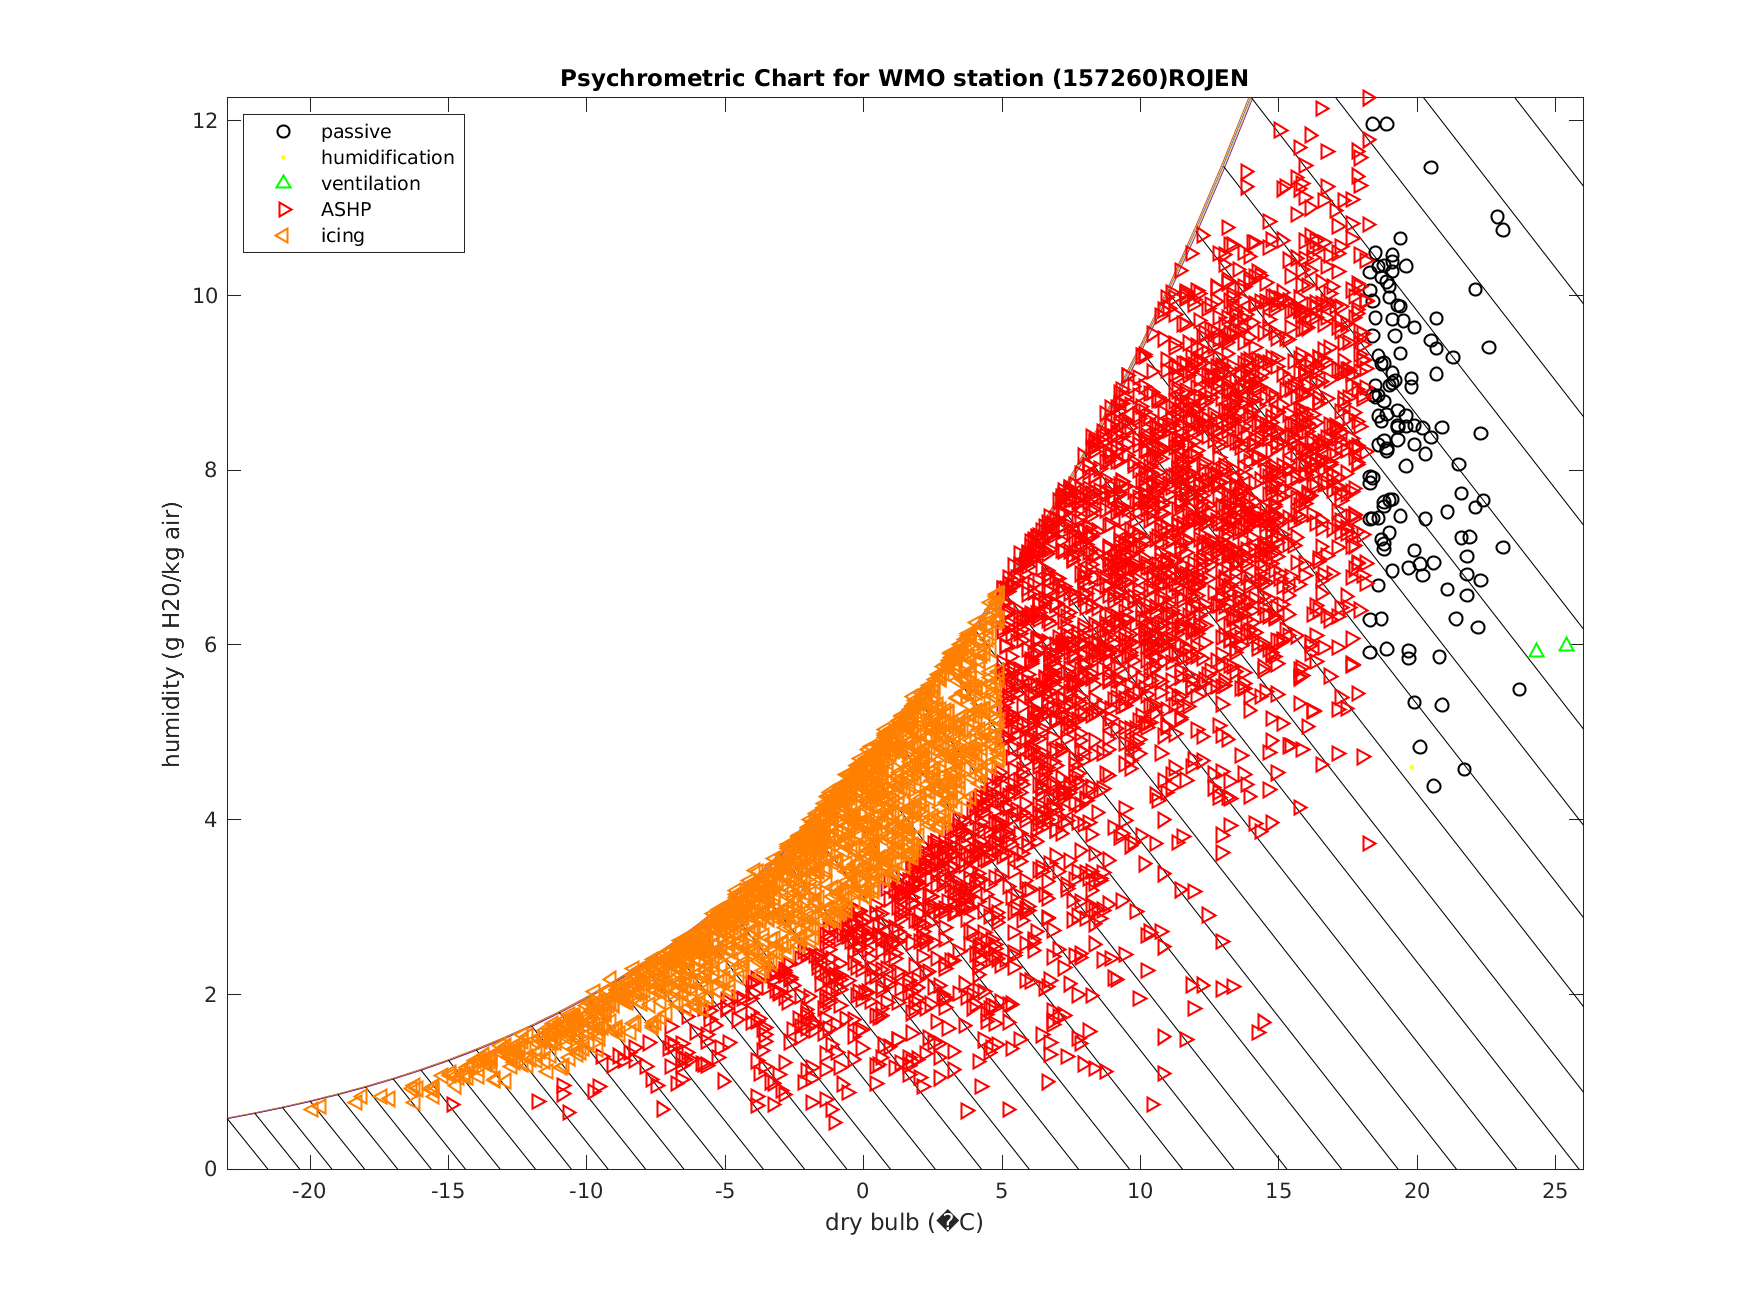 Psychrometric Chart for WMO station (157260)ROJEN
passive
humidification
ventilation
ASHP
icing
12
10
8
6
4
2
0
humidity (g H20/kg air)
-20 -15 -10 -5 0 5 10 15 20 25
dry bulb (�C)